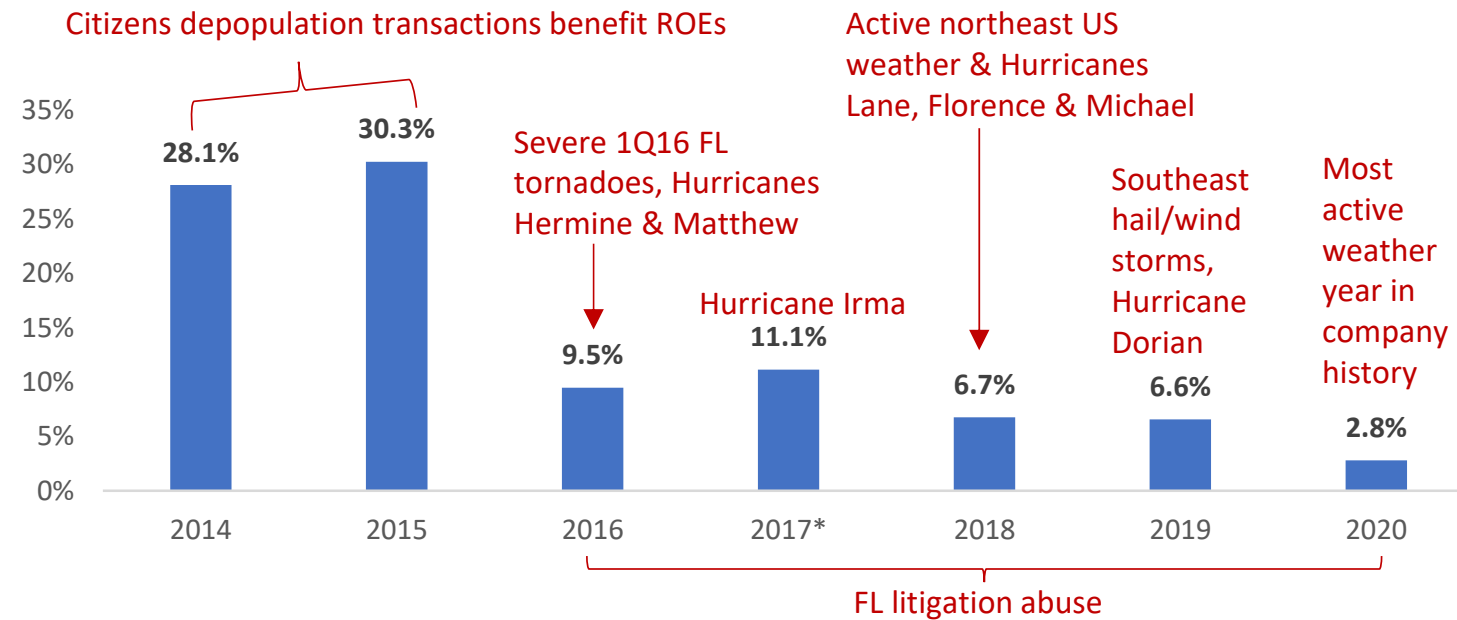 Citizens depopulation transactions benefit ROEs
Active northeast US
weather & Hurricanes
Lane, Florence & Michael
35%
30%
25%
20%
15%
10%
5%
0%
28.1%
30.3%
Severe 1Q16 FL
tornadoes, Hurricanes
Hermine & Matthew
9.5%
Hurricane Irma
11.1%
6.7%
Southeast
hail/wind
storms,
Hurricane
Dorian
6.6%
Most
active
weather
year in
company
history
2.8%
2014
2015
2016
2017*
2018
2019
2020
FL litigation abuse